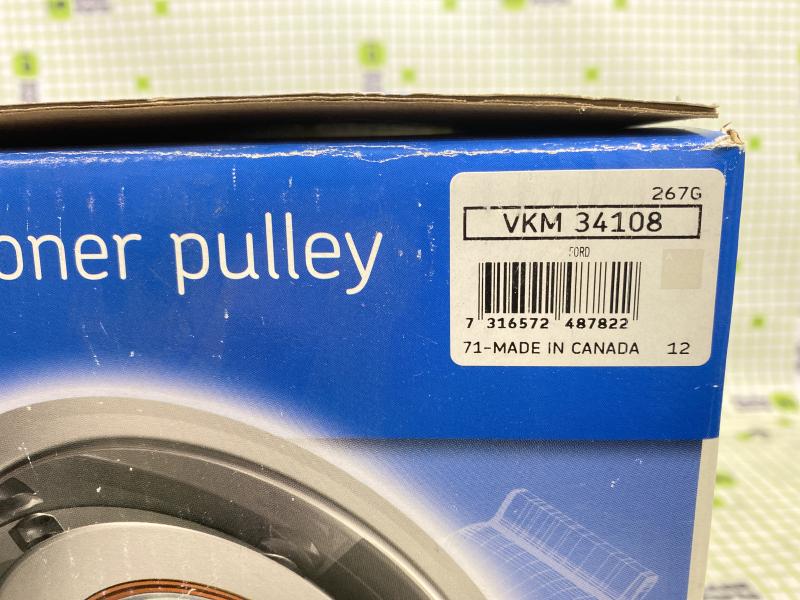 oner pulley
267G
VKM 34108
FORD
7 316572 487822
71-MADE IN CANADA 12